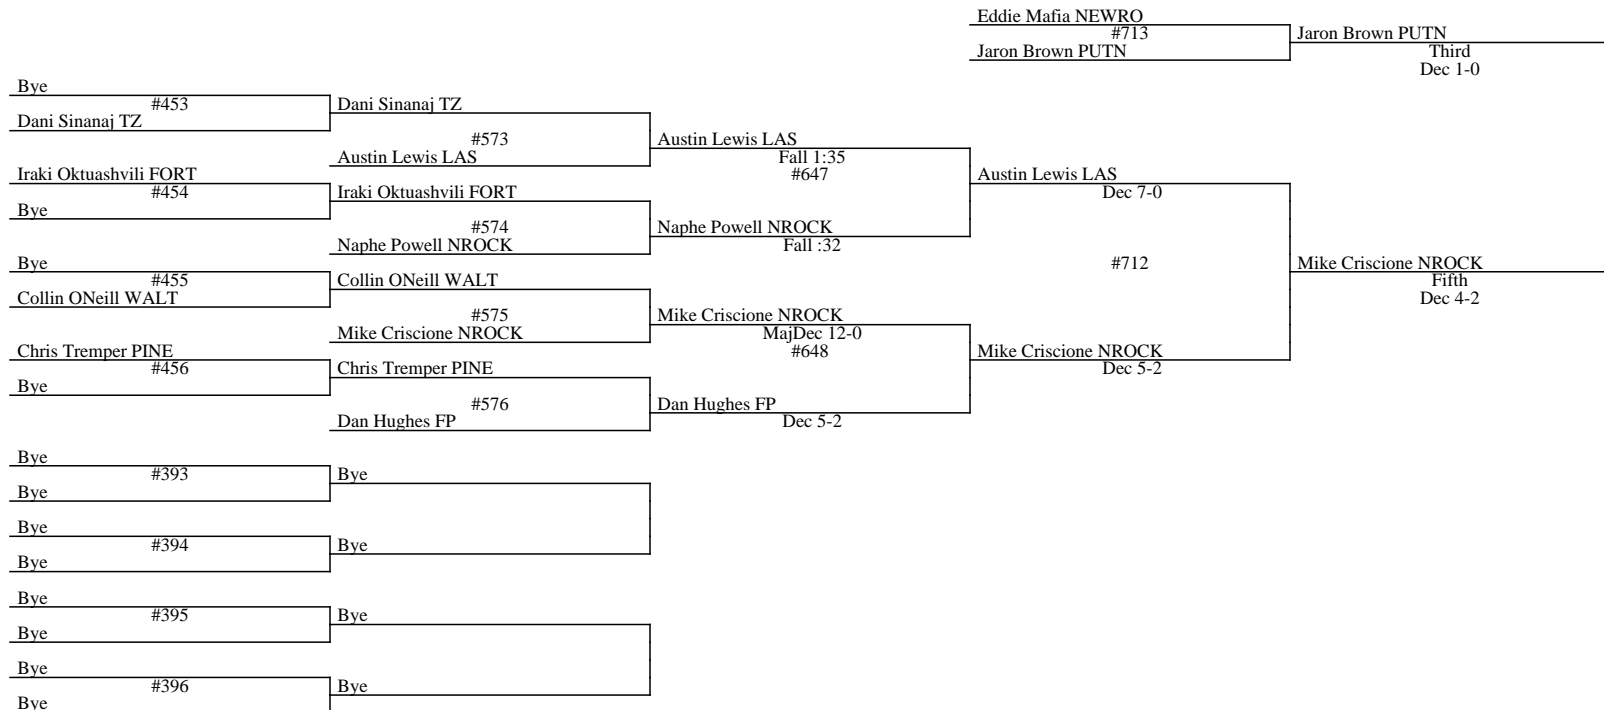 Eddie Mafia NEWRO
#713
Jaron Brown PUTN
Jaron Brown PUTN
Third
Dec 1-0
Bye
#453
Dani Sinanaj TZ
Dani Sinanaj TZ
#573
Austin Lewis LAS
Austin Lewis LAS
Fall 1:35
#647
Iraki Oktuashvili FORT
#454
Bye
Iraki Oktuashvili FORT
#574
Naphe Powell NROCK
Naphe Powell NROCK
Fall :32
Austin Lewis LAS
Dec 7-0
#712
Bye
#455
Collin ONeill WALT
Collin ONeill WALT
#575
Mike Criscione NROCK
Mike Criscione NROCK
MajDec 12-0
#648
Chris Tremper PINE
#456
Bye
Chris Tremper PINE
#576
Dan Hughes FP
Dan Hughes FP
Dec 5-2
Mike Criscione NROCK
Dec 5-2
Mike Criscione NROCK
Fifth
Dec 4-2
Bye
#393
Bye
Bye
Bye
#394
Bye
Bye
Bye
#395
Bye
Bye
Bye
#396
Bye
Bye